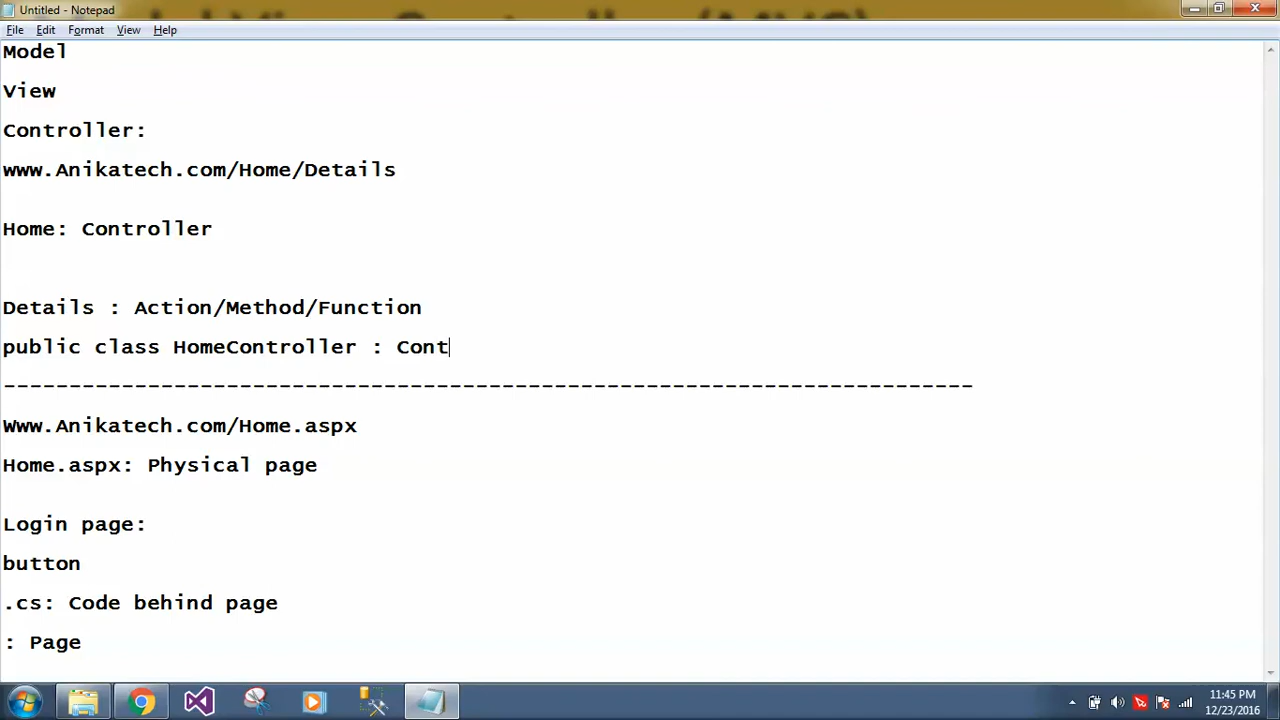 Untitled - Notepad
File Edit Format View Help
Model
View
Controller:
www.Anikatech.com/Home/Details
Home: Controller
Details : Action/Method/Function
public class HomeController : Cont
--------------------------------------------------------------------------
Www.Anikatech.com/Home.aspx
Home.aspx: Physical page
Login page:
button
.cs: Code behind page
: Page
11:45 PM
12/23/2016